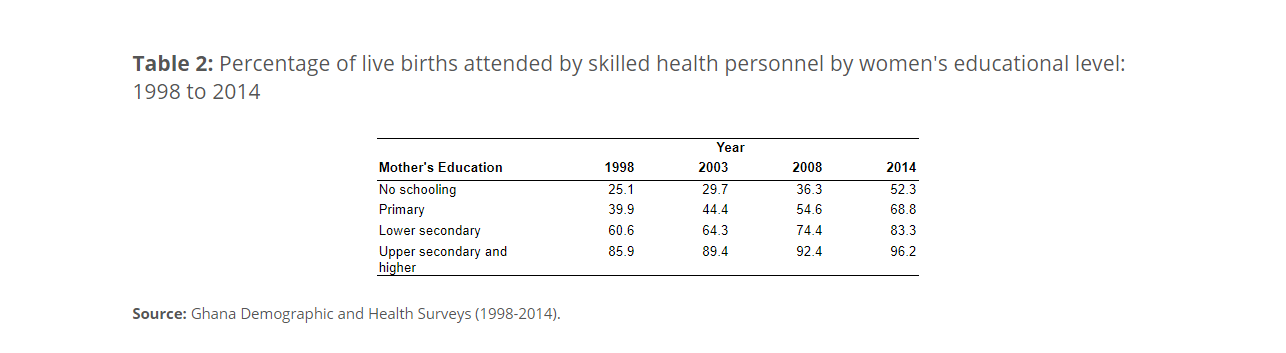 Table 2: Percentage of live births attended by skilled health personnel by women's educational level:
1998 to 2014
Year
Mother's Education 1998 2003 2008 2014
No schooling 25.1 29.7 36.3 52.3
Primary 39.9 44.4 54.6 68.8
Lower secondary 60.6 64.3 74.4 83.3
Upper secondary and 85.9 89.4 92.4 96.2
higher
Source: Ghana Demographic and Health Surveys (1998-2014).